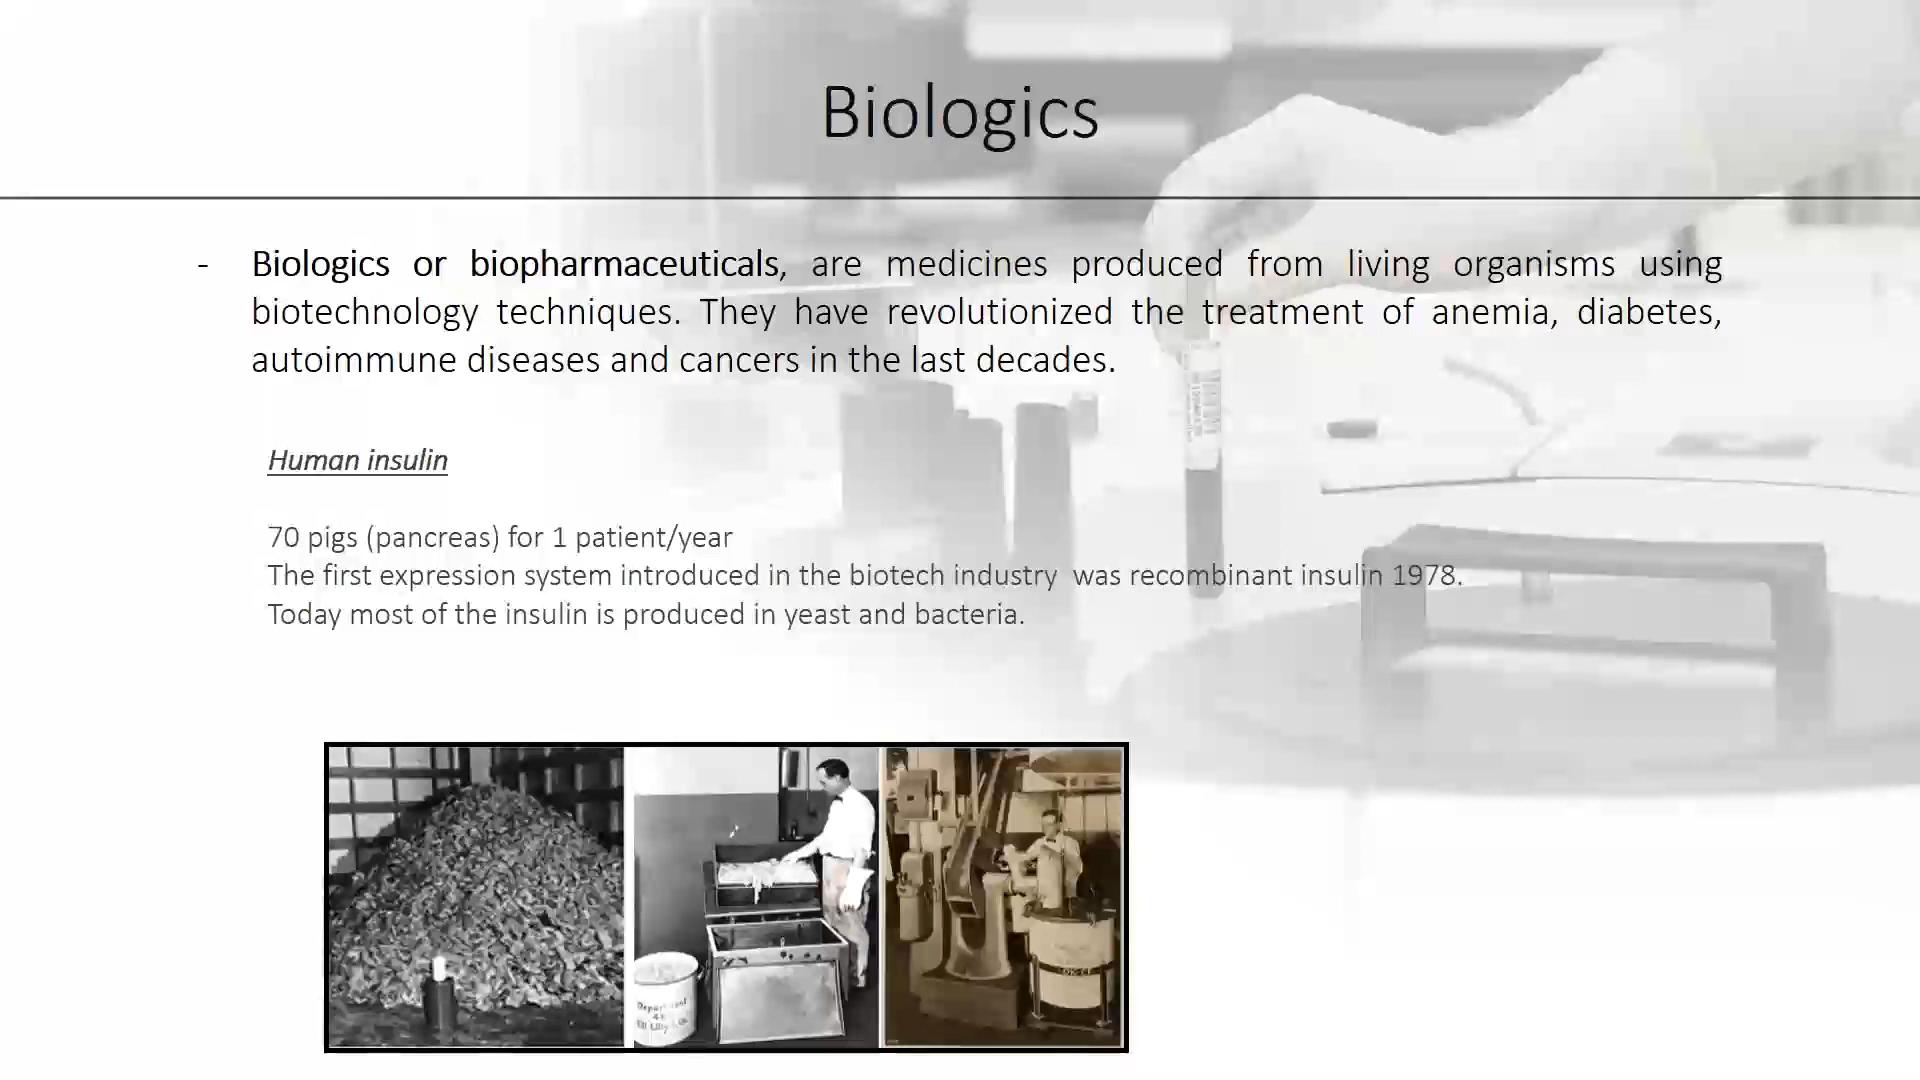 Biologics
- Biologics or biopharmaceuticals, are medicines produced from living organisms using
biotechnology techniques. They have revolutionized the treatment of anemia, diabetes,
autoimmune diseases and cancers in the last decades.
Human insulin
70 pigs (pancreas) for 1 patient/year
The first expression system introduced in the biotech industry was recombinant insulin 1978.
Today most of the insulin is produced in yeast and bacteria.
Department